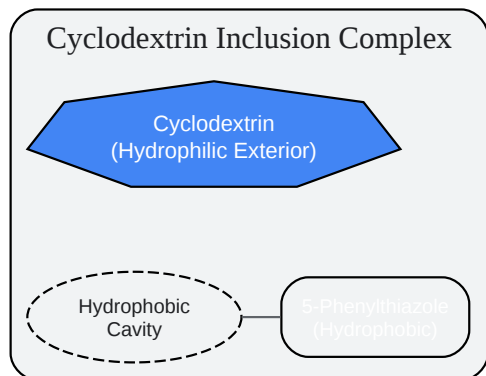 Cyclodextrin Inclusion Complex
Cyclodextrin
(Hydrophilic Exterior)
Hydrophobic
Cavity
5-Phenylthiazole
(Hydrophobic)